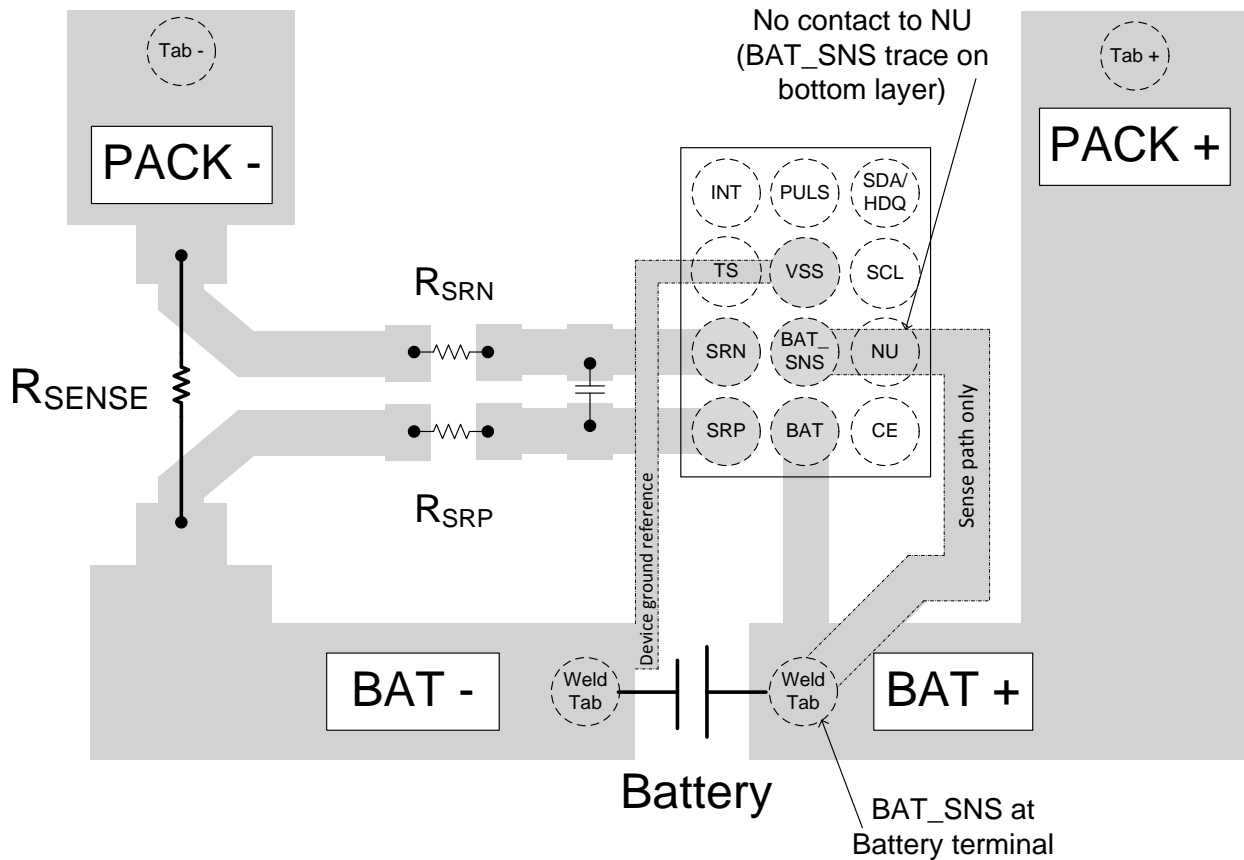 No contact to NU
(BAT_SNS trace on
bottom layer)
Tab -
Tab +
PACK -
PACK +
INT
PULS
SDA/
HDQ
TS
VSS
SCL
RSRN
SRN
BAT_
SNS
NU
RSENSE
SRP
BAT
CE
RSRP
Sense path only
Device ground reference
BAT -
Weld
Tab
Weld
Tab
BAT +
Battery
BAT_SNS at
Battery terminal